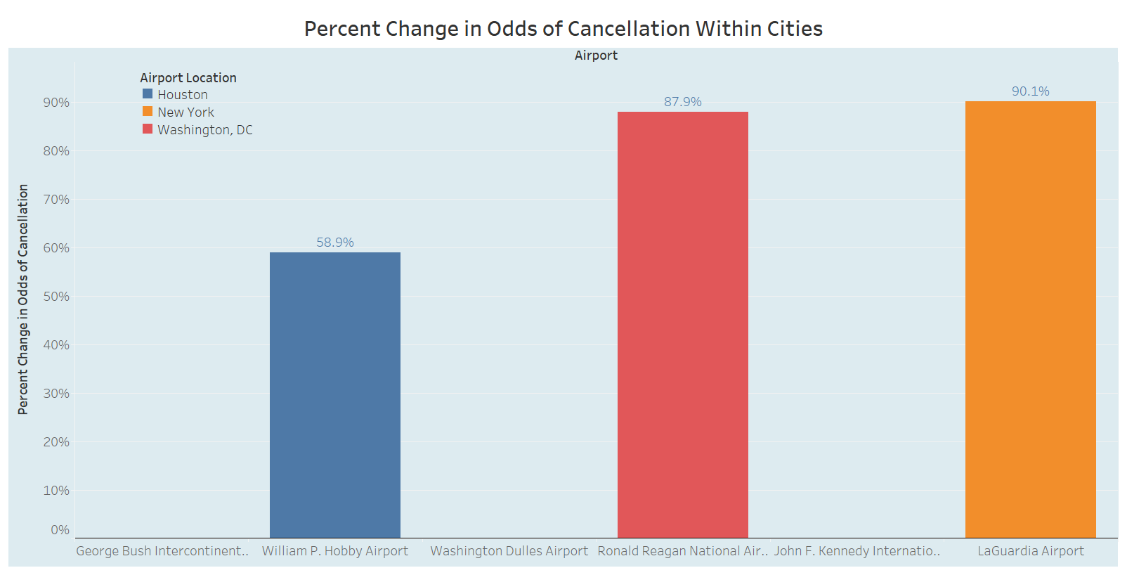 Percent Change in Odds of Cancellation Within Cities
Airport
Airport Location
Houston
New York
Washington, DC
Percent Change in Odds of Cancellation
90%
80%
70%
60%
50%
40%
30%
20%
10%
0%
58.9%
87.9%
90.1%
George Bush Intercontinent..
William P. Hobby Airport
Washington Dulles Airport
Ronald Reagan National Air..
John F. Kennedy Internatio..
LaGuardia Airport